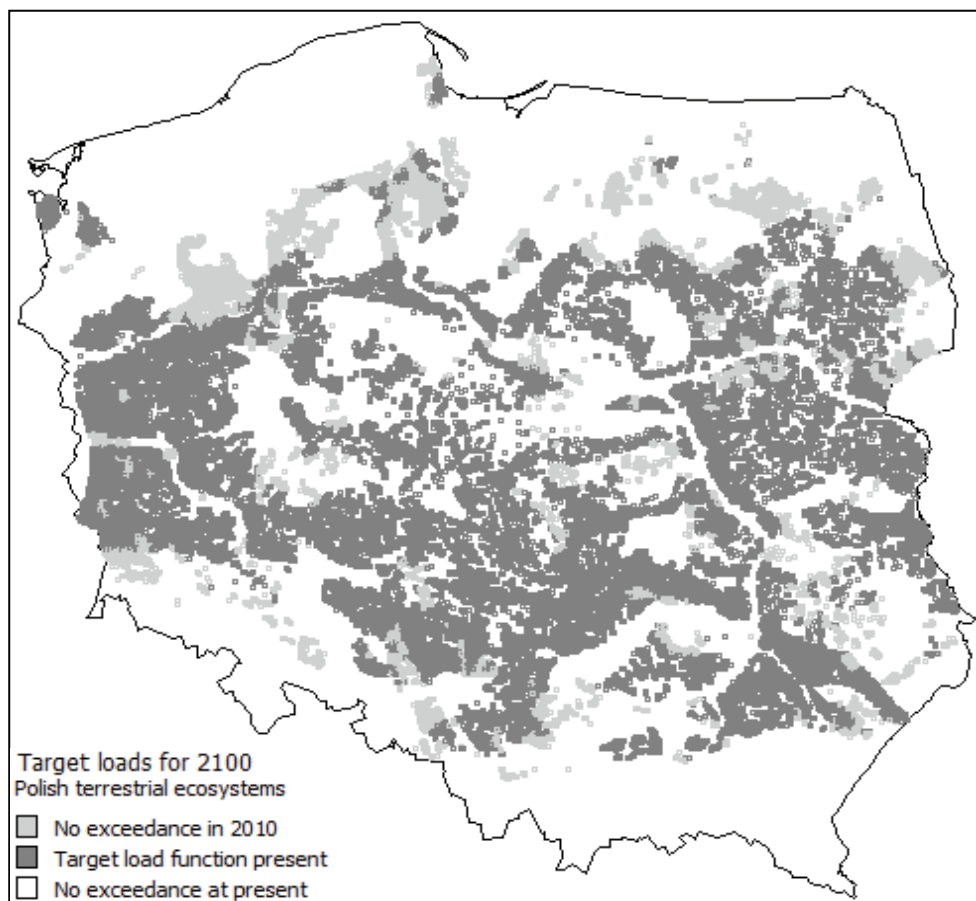 Target loads for 2100
Polish terrestrial ecosystems
No exceedance in 2010
Target load function present
No exceedance at present